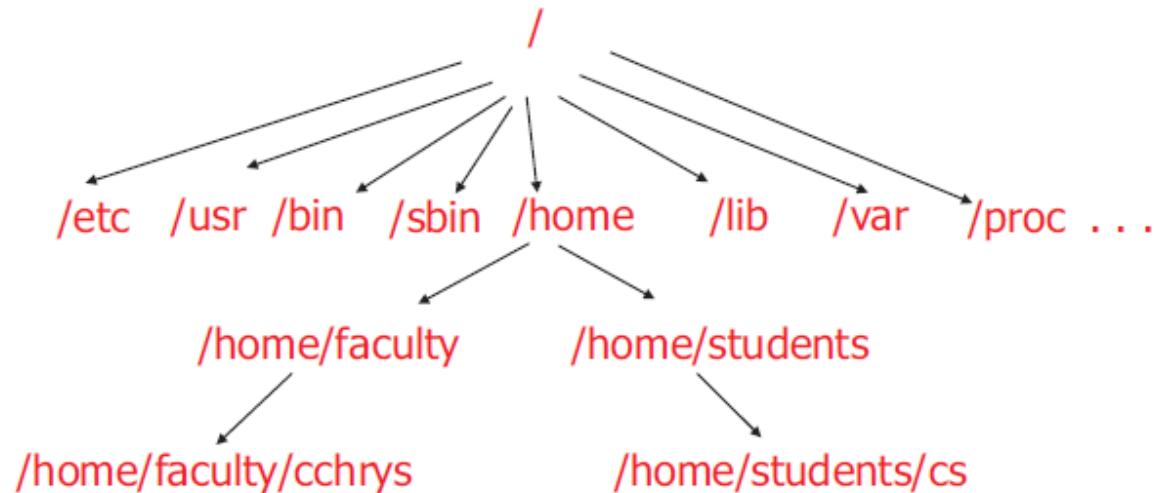 /
/etc /usr /bin /sbin /home /lib /var /proc . . .
/home/faculty /home/students
/home/faculty/cchrys /home/students/cs